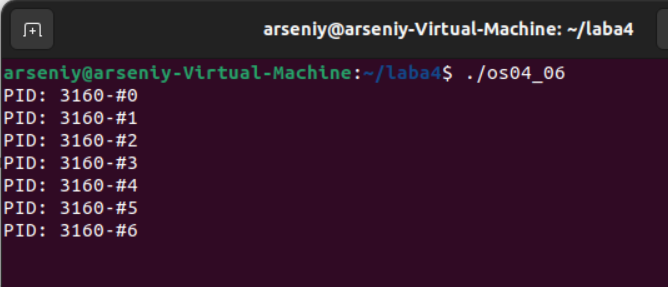 arseniy@arseniy-Virtual-Machine: ~/laba4
arseniy@arseniy-Virtual-Machine:~/laba4$ ./os04_06
PID: 3160-#0
PID: 3160-#1
PID: 3160-#2
PID: 3160-#3
PID: 3160-#4
PID: 3160-#5
PID: 3160-#6